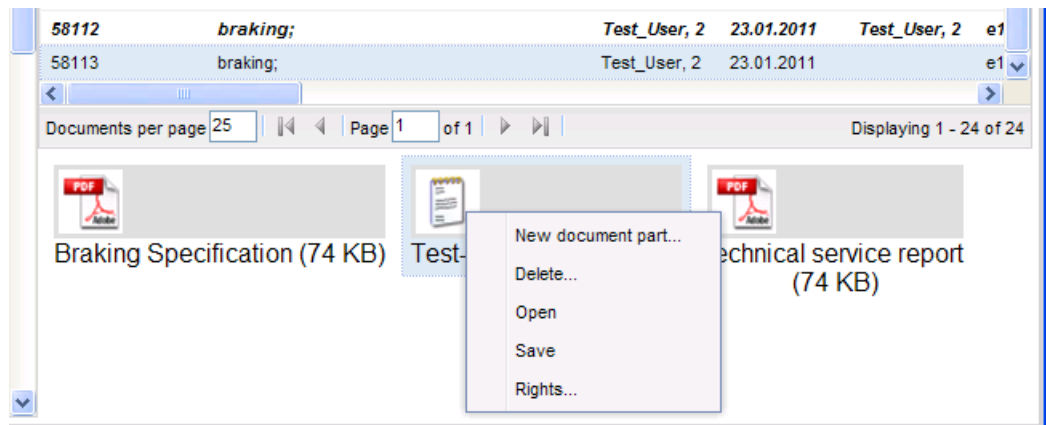 58112 braking; Test_User, 2 23.01.2011 Test_User, 2 e1
58113 braking; Test_User, 2 23.01.2011 e1
Documents per page 25 Page 1 of 1 Displaying 1 - 24 of 24
PDF PDF
Adobe Adobe
Braking Specification (74 KB) Test- echnical service report
(74 KB)
New document part...
Delete...
Open
Save
Rights...